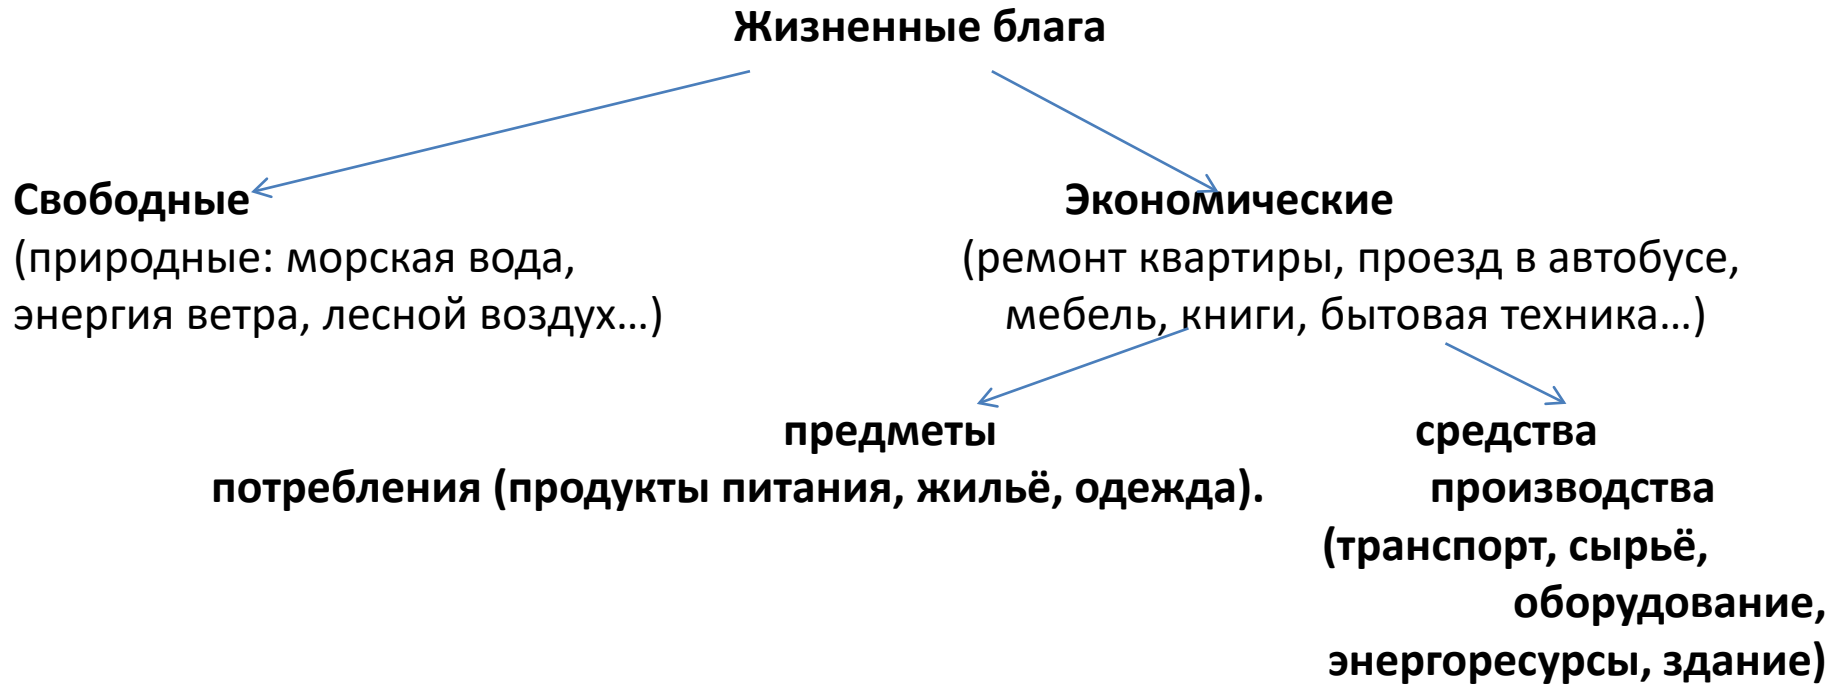 Жизненные блага
Свободные
(природные: морская вода,
энергия ветра, лесной воздух…)
Экономические
(ремонт квартиры, проезд в автобусе,
мебель, книги, бытовая техника…)
предметы
потребления (продукты питания, жильё, одежда).
средства
производства
(транспорт, сырьё,
оборудование,
энергоресурсы, здание)